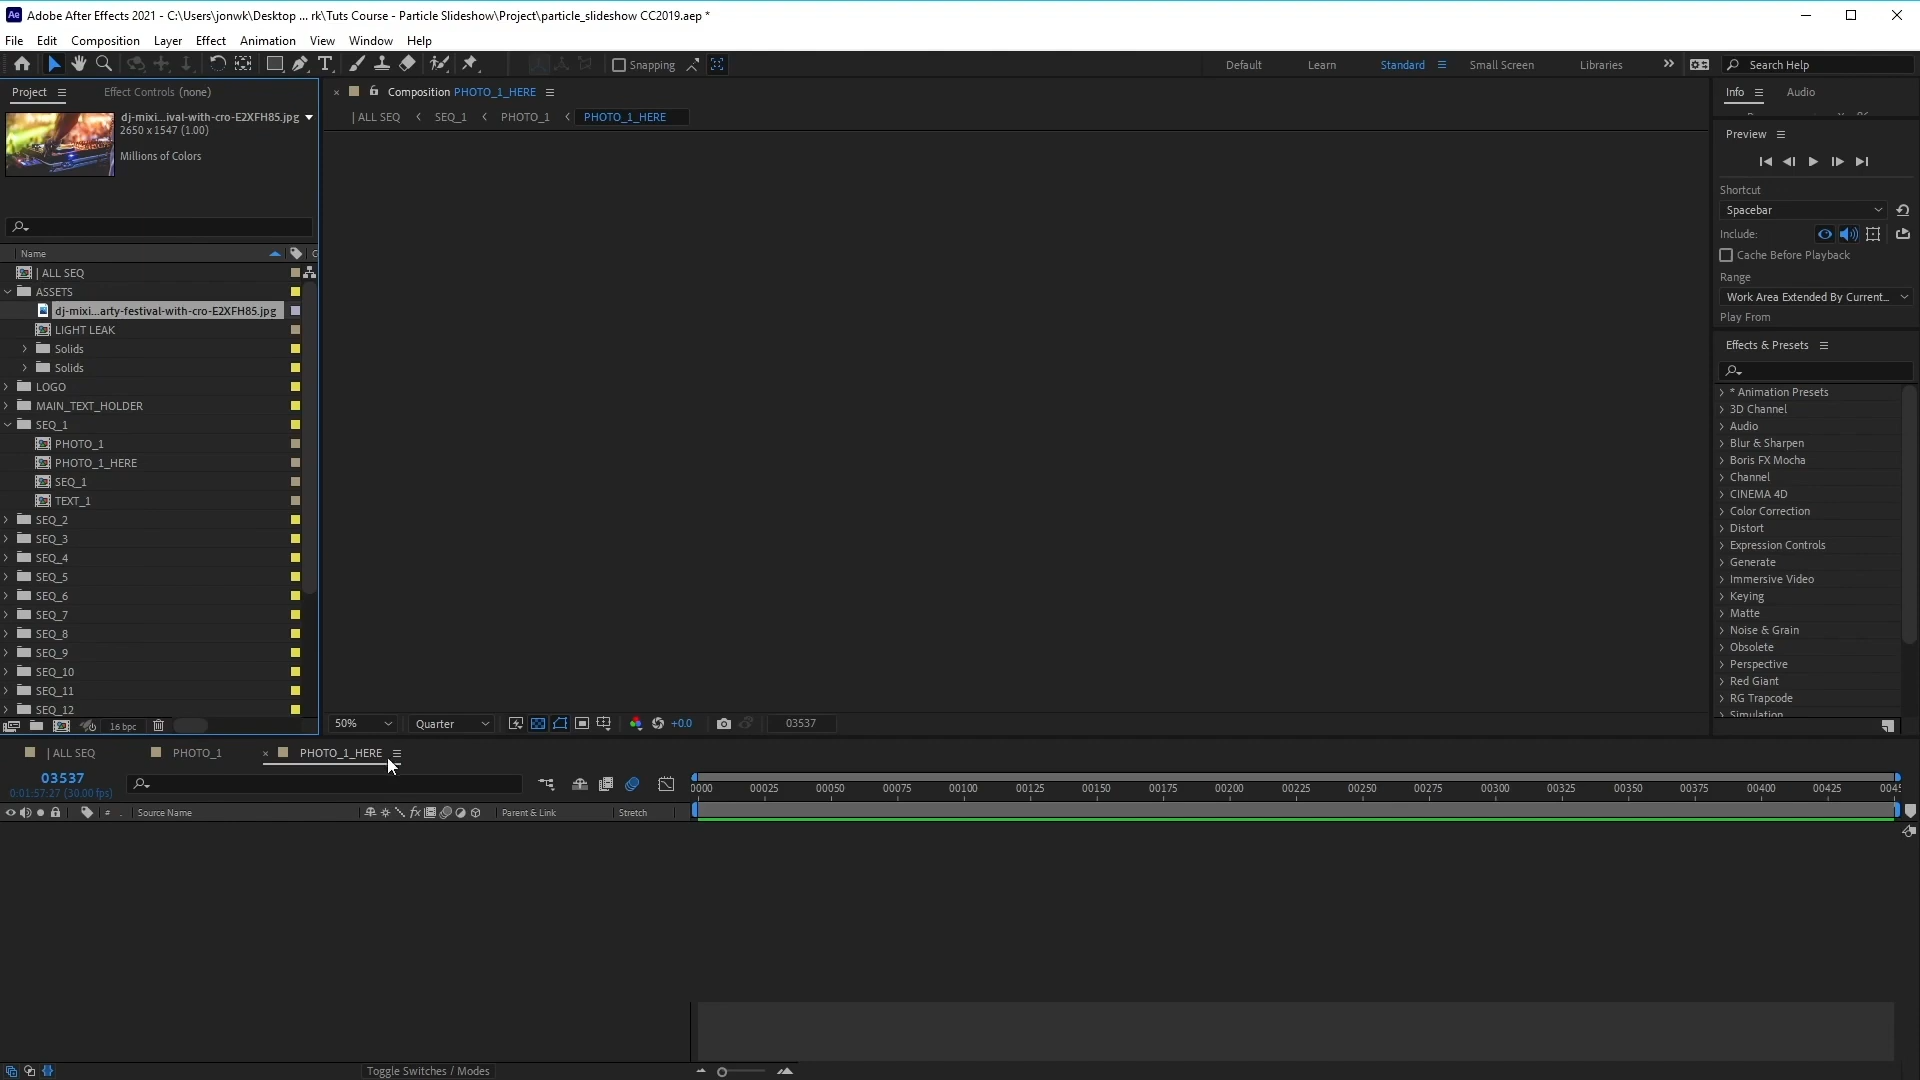 Adobe After Effects 2021 - C:\Users\jonwk\Desktop ... rk\Tuts Course - Particle Slideshow\Project\particle_slideshow CC2019.aep *
File Edit Composition Layer Effect Animation View Window Help
Snapping
Default Learn Standard Small Screen Libraries
Search Help
Project
Effect Controls (none)
dj-mixi...ival-with-cro-E2XFH85.jpg
2650 x 1547 (1.00)
Millions of Colors
Name
| ALL SEQ
ASSETS
dj-mixi...arty-festival-with-cro-E2XFH85.jpg
LIGHT LEAK
Solids
Solids
LOGO
MAIN_TEXT_HOLDER
SEQ_1
PHOTO_1
PHOTO_1_HERE
SEQ_1
TEXT_1
SEQ_2
SEQ_3
SEQ_4
SEQ_5
SEQ_6
SEQ_7
SEQ_8
SEQ_9
SEQ_10
SEQ_11
SEQ_12
16 bpc
Composition PHOTO_1_HERE
| ALL SEQ SEQ_1 PHOTO_1 PHOTO_1_HERE
50% Quarter +0.0 03537
Info Audio
Preview
Shortcut
Spacebar
Include:
Cache Before Playback
Range
Work Area Extended By Current...
Play From
Effects & Presets
* Animation Presets
3D Channel
Audio
Blur & Sharpen
Boris FX Mocha
Channel
CINEMA 4D
Color Correction
Distort
Expression Controls
Generate
Immersive Video
Keying
Matte
Noise & Grain
Obsolete
Perspective
Red Giant
RG Trapcode
Simulation
| ALL SEQ PHOTO_1 PHOTO_1_HERE
03537
0:01:57:27 (30.00 fps)
0000 00025 00050 00075 00100 00125 00150 00175 00200 00225 00250 00275 00300 00325 00350 00375 00400 00425 0045
# Source Name fx Parent & Link Stretch
Toggle Switches / Modes